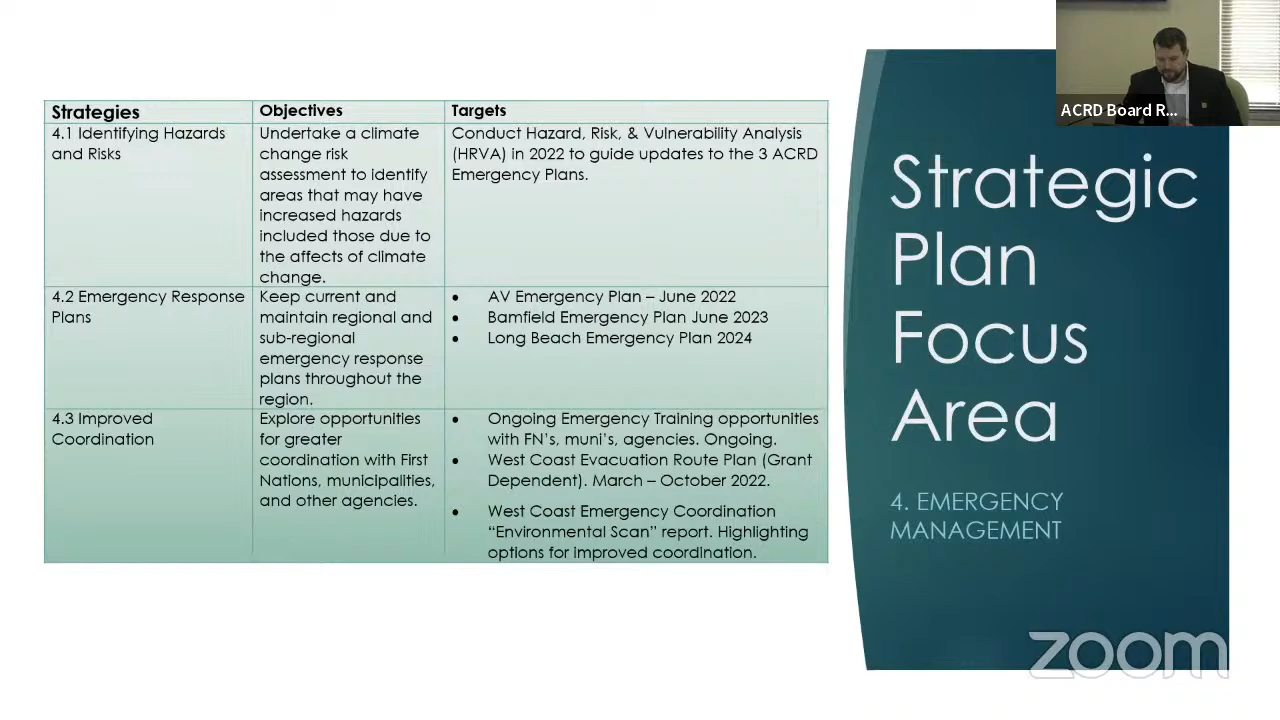 Strategies Objectives Targets
4.1 Identifying Hazards
and Risks
Undertake a climate
change risk
assessment to identify
areas that may have
increased hazards
included those due to
the affects of climate
change.
Conduct Hazard, Risk, & Vulnerability Analysis
(HRVA) in 2022 to guide updates to the 3 ACRD
Emergency Plans.
4.2 Emergency Response
Plans
Keep current and
maintain regional and
sub-regional
emergency response
plans throughout the
region.
• AV Emergency Plan – June 2022
• Bamfield Emergency Plan June 2023
• Long Beach Emergency Plan 2024
4.3 Improved
Coordination
Explore opportunities
for greater
coordination with First
Nations, municipalities,
and other agencies.
• Ongoing Emergency Training opportunities
with FN's, muni's, agencies. Ongoing.
• West Coast Evacuation Route Plan (Grant
Dependent). March – October 2022.
• West Coast Emergency Coordination
“Environmental Scan” report. Highlighting
options for improved coordination.
ACRD Board R...
Strategic
Plan
Focus
Area
4. EMERGENCY
MANAGEMENT
zoom